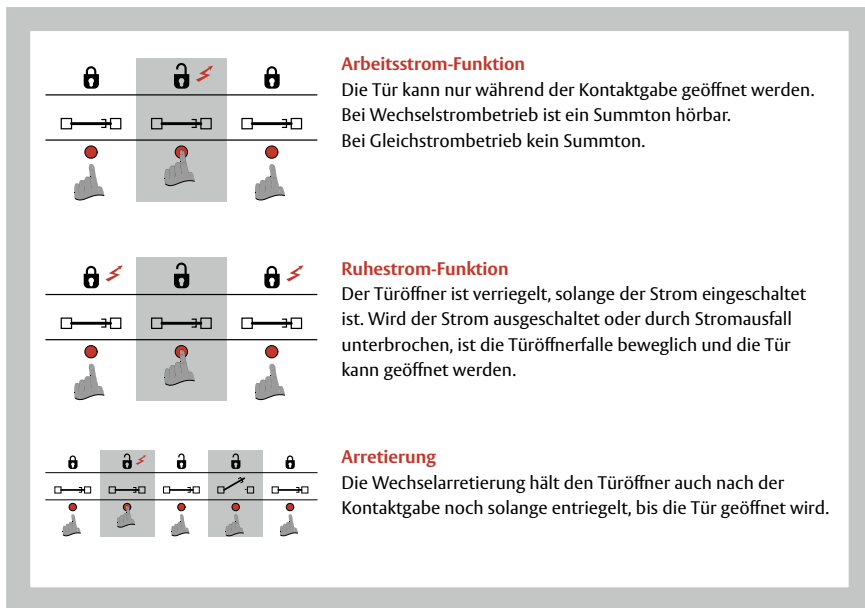 Arbeitsstrom-Funktion
Die Tür kann nur während der Kontaktgabe geöffnet werden.
Bei Wechselstrombetrieb ist ein Summton hörbar.
Bei Gleichstrombetrieb kein Summton.
Ruhestrom-Funktion
Der Türöffner ist verriegelt, solange der Strom eingeschaltet
ist. Wird der Strom ausgeschaltet oder durch Stromausfall
unterbrochen, ist die Türöffnerfalle beweglich und die Tür
kann geöffnet werden.
Arretierung
Die Wechselarretierung hält den Türöffner auch nach der
Kontaktgabe noch solange entriegelt, bis die Tür geöffnet wird.